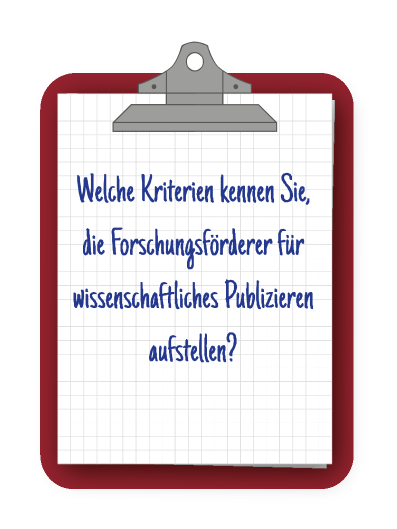 Welche Kriterien kennen Sie,
die Forschungsförderer für
wissenschaftliches Publizieren
aufstellen?